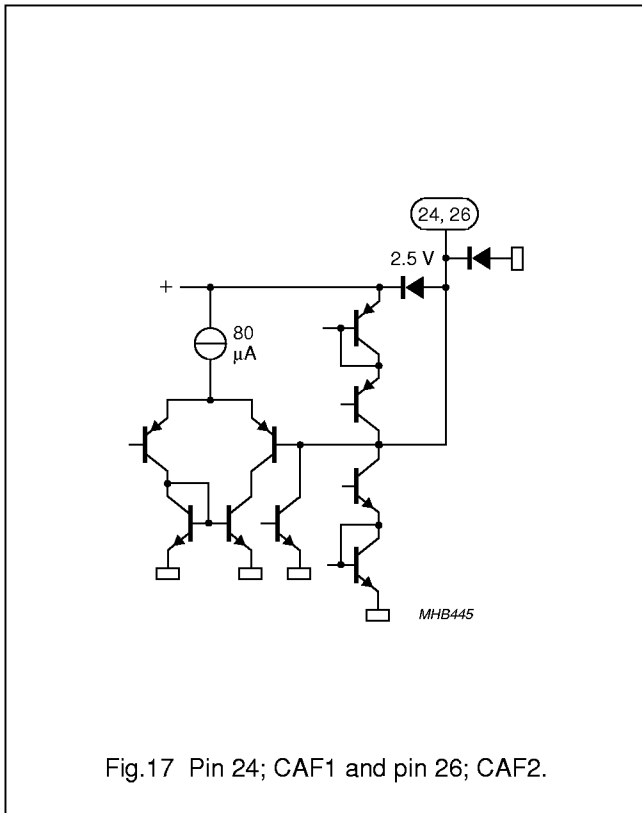 24, 26
2.5 V
+
80
μA
MHB445
Fig.17 Pin 24; CAF1 and pin 26; CAF2.